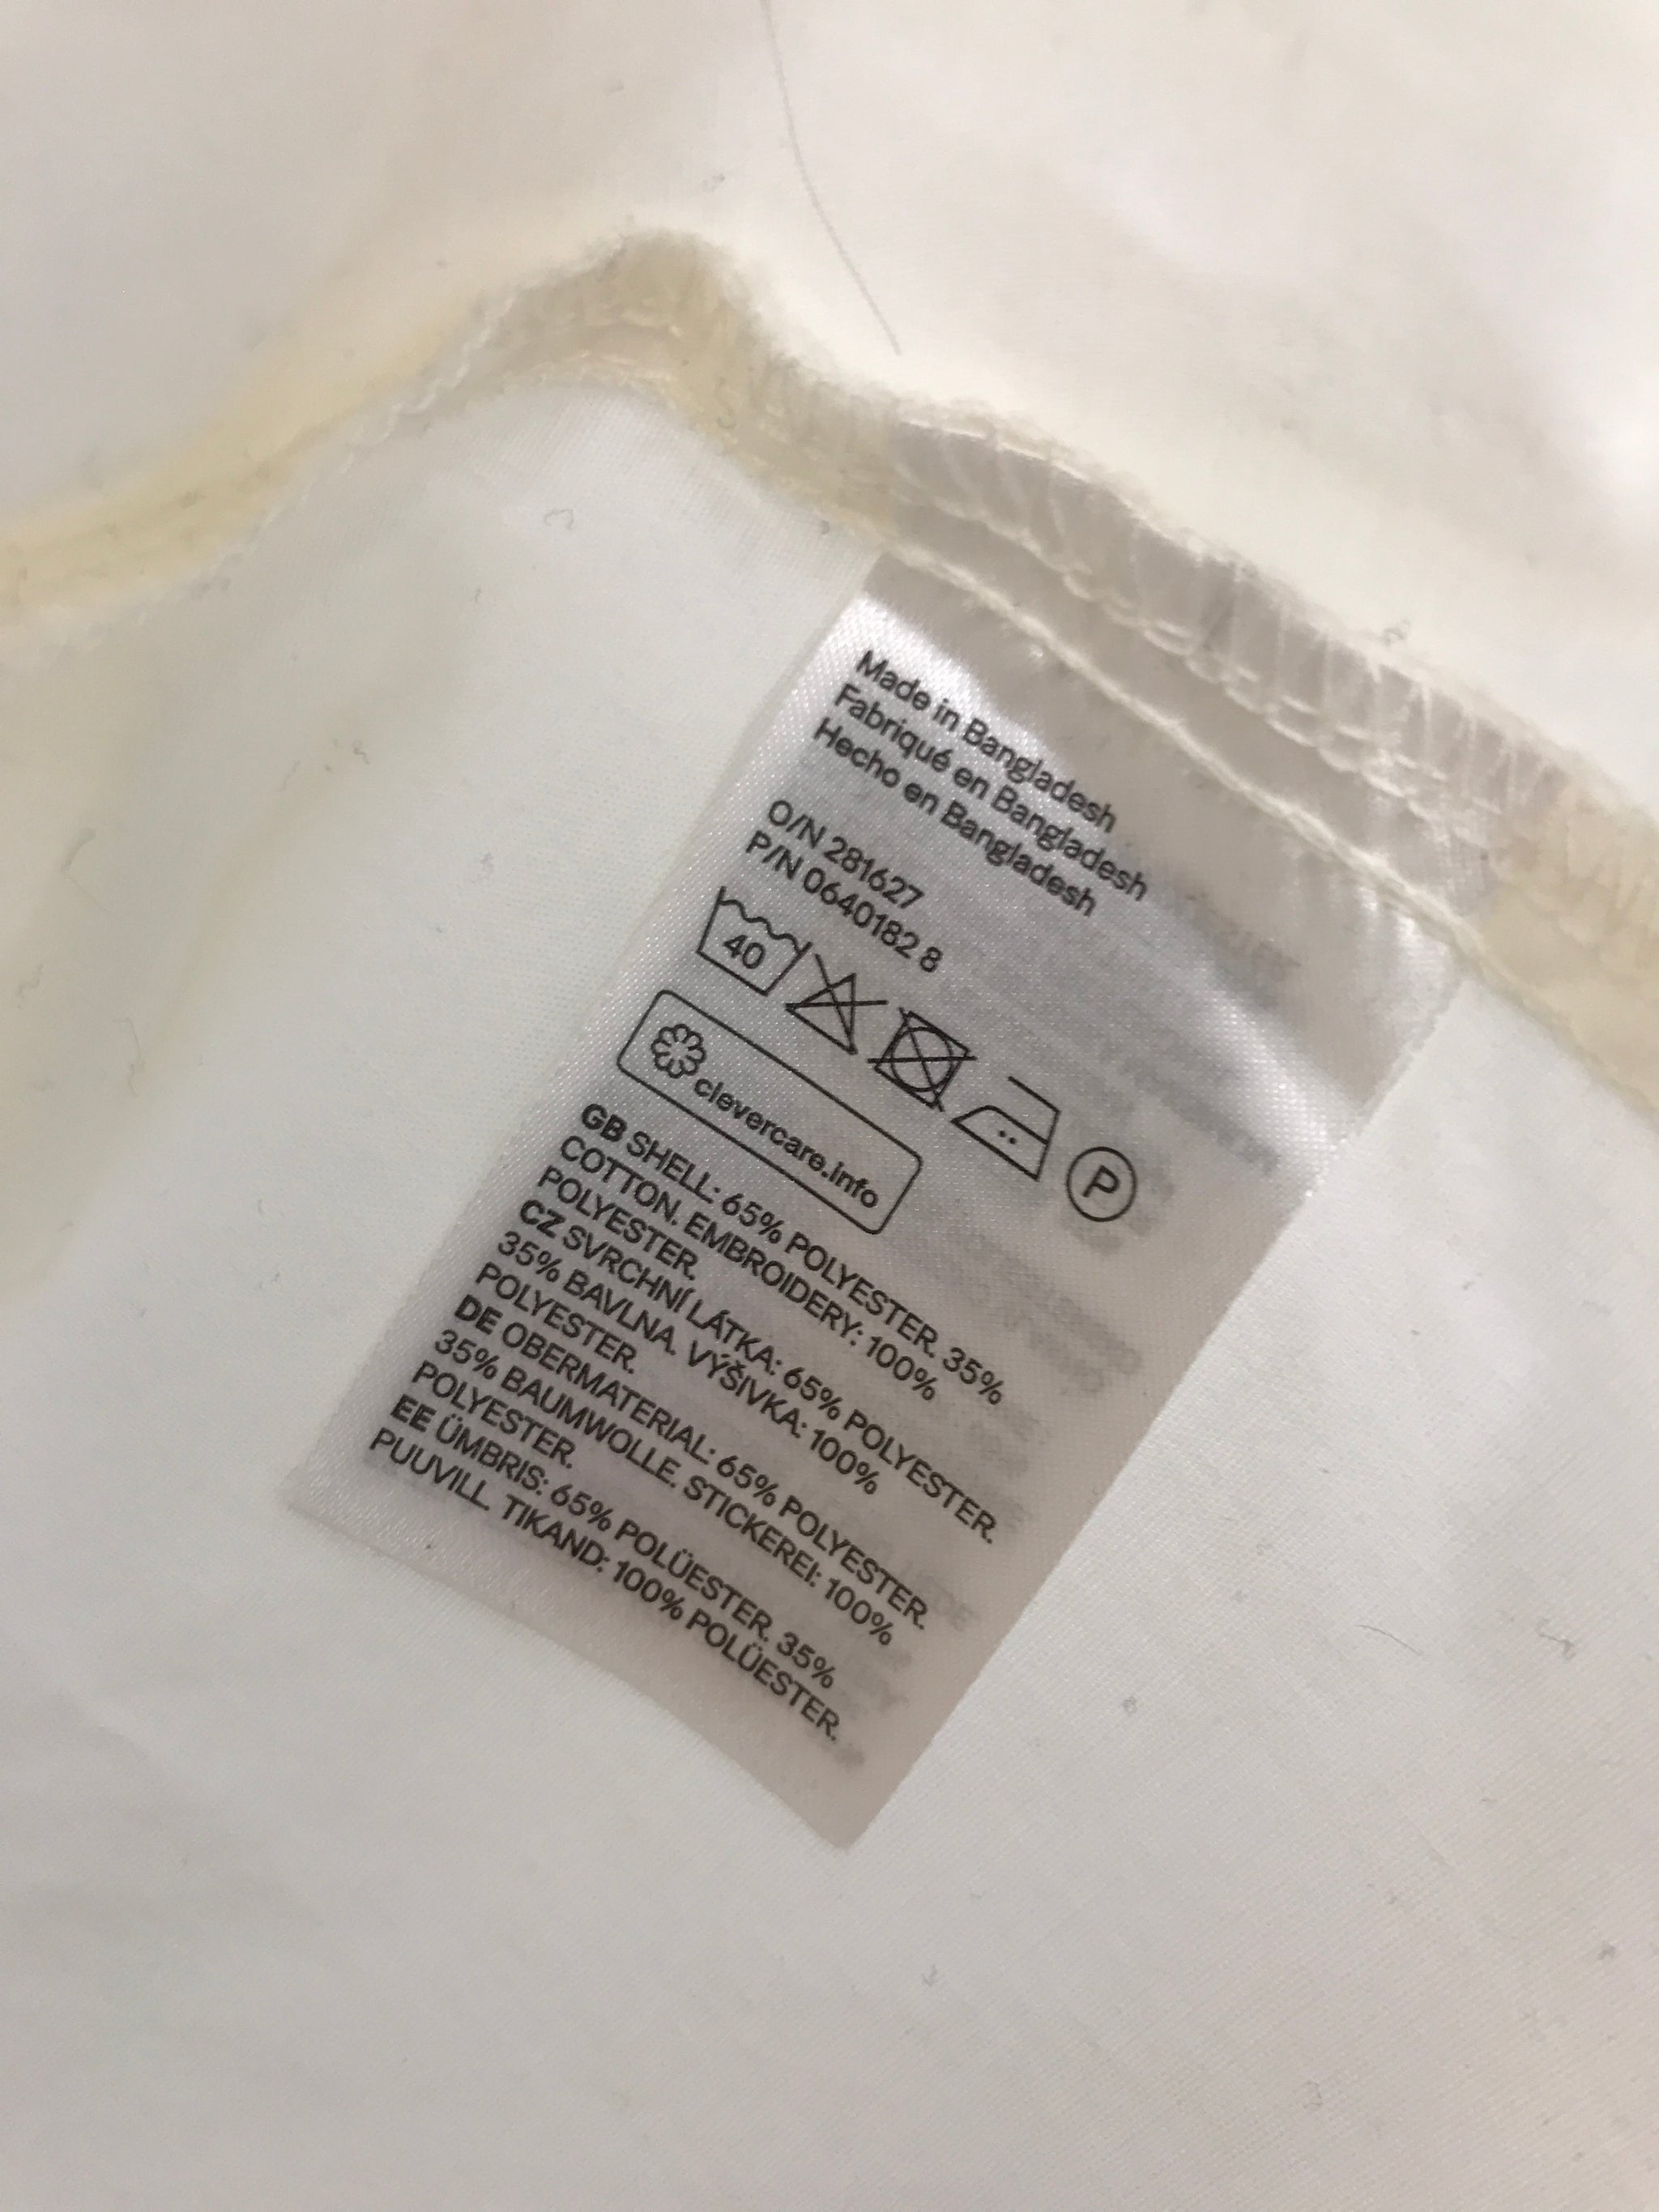 Made in Bangladesh
Fabriqué en Bangladesh
Hecho en Bangladesh
O/N 281627
P/N 0640182 8
40
P
clevercare.info
GB SHELL: 65% POLYESTER. 35%
COTTON. EMBROIDERY: 100%
POLYESTER.
CZ SVRCHNÍ LÁTKA: 65% POLYESTER.
35% BAVLNA. VÝŠIVKA: 100%
POLYESTER.
DE OBERMATERIAL: 65% POLYESTER.
35% BAUMWOLLE. STICKEREI: 100%
POLYESTER.
EE ÜMBRIS: 65% POLÜESTER. 35%
PUUVILL. TIKAND: 100% POLÜESTER.